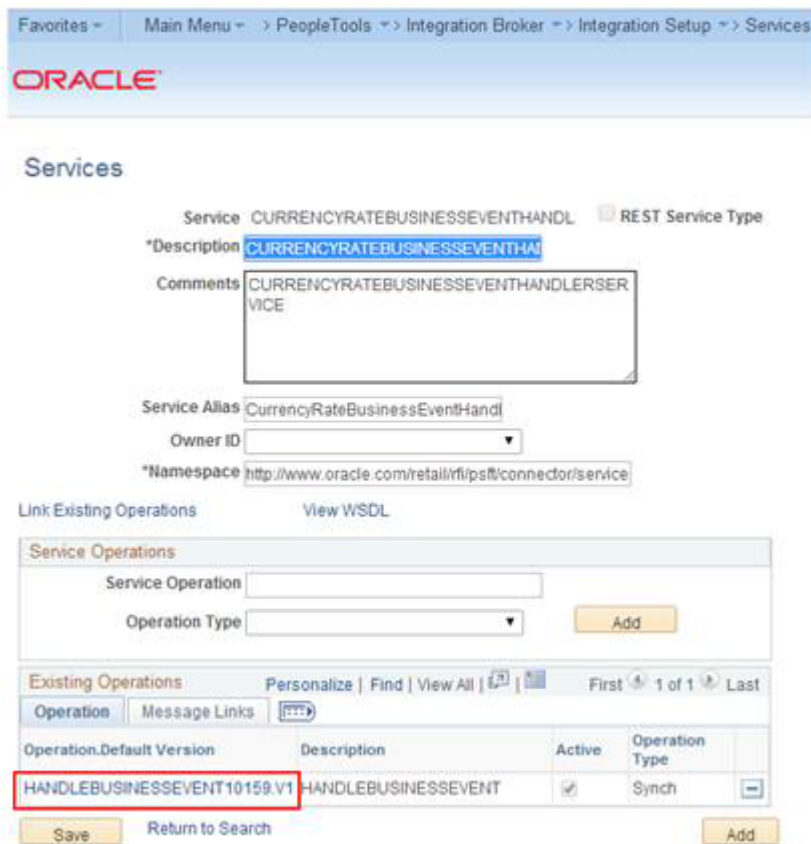 Favorites Main Menu > PeopleTools > Integration Broker > Integration Setup > Services
ORACLE
Services
Service CURRENCYRATEBUSINESSEVENTHANDL REST Service Type
*Description CURRENCYRATEBUSINESSEVENTHA
Comments CURRENCYRATEBUSINESSEVENTHANDLERSER
VICE
Service Alias CurrencyRateBusinessEventHandl
Owner ID
*Namespace http://www.oracle.com/retail/rfi/psft/connector/service
Link Existing Operations View WSDL
Service Operations
Service Operation
Operation Type Add
Existing Operations Personalize | Find | View All | | First 1 of 1 Last
Operation Message Links
Operation.Default Version Description Active Operation Type
HANDLEBUSINESSEVENT10159.V1 HANDLEBUSINESSEVENT Synch
Save Return to Search Add